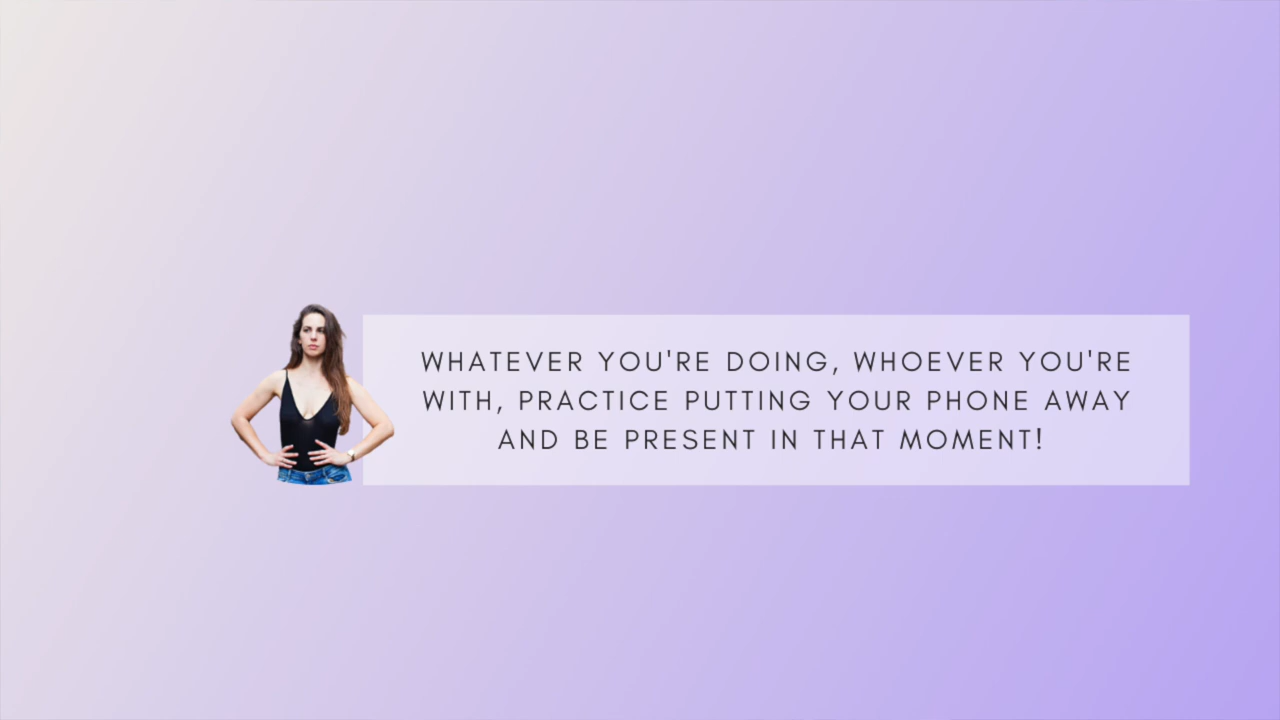 WHATEVER YOU'RE DOING, WHOEVER YOU'RE
WITH, PRACTICE PUTTING YOUR PHONE AWAY
AND BE PRESENT IN THAT MOMENT!